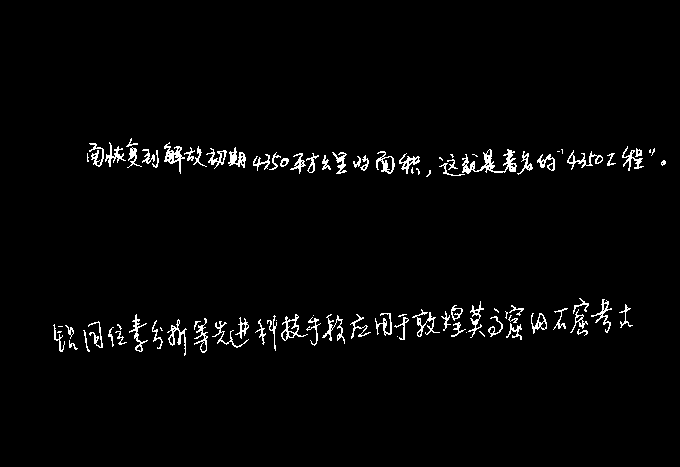 面恢复到解放初期4350平方公里的面积，这就是著名的“4350工程”。
铅同位素分析等先进科技手段应用于敦煌莫高窟的石窟考古